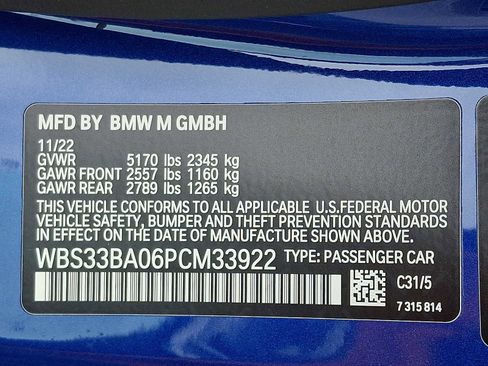 MFD BY BMW M GMBH
11/22
GVWR 5170 lbs 2345 kg
GAWR FRONT 2557 lbs 1160 kg
GAWR REAR 2789 lbs 1265 kg
THIS VEHICLE CONFORMS TO ALL APPLICABLE U.S.FEDERAL MOTOR
VEHICLE SAFETY, BUMPER AND THEFT PREVENTION STANDARDS
IN EFFECT ON THE DATE OF MANUFACTURE SHOWN ABOVE.
WBS33BA06PCM33922 TYPE: PASSENGER CAR
C31/5
7 315 814